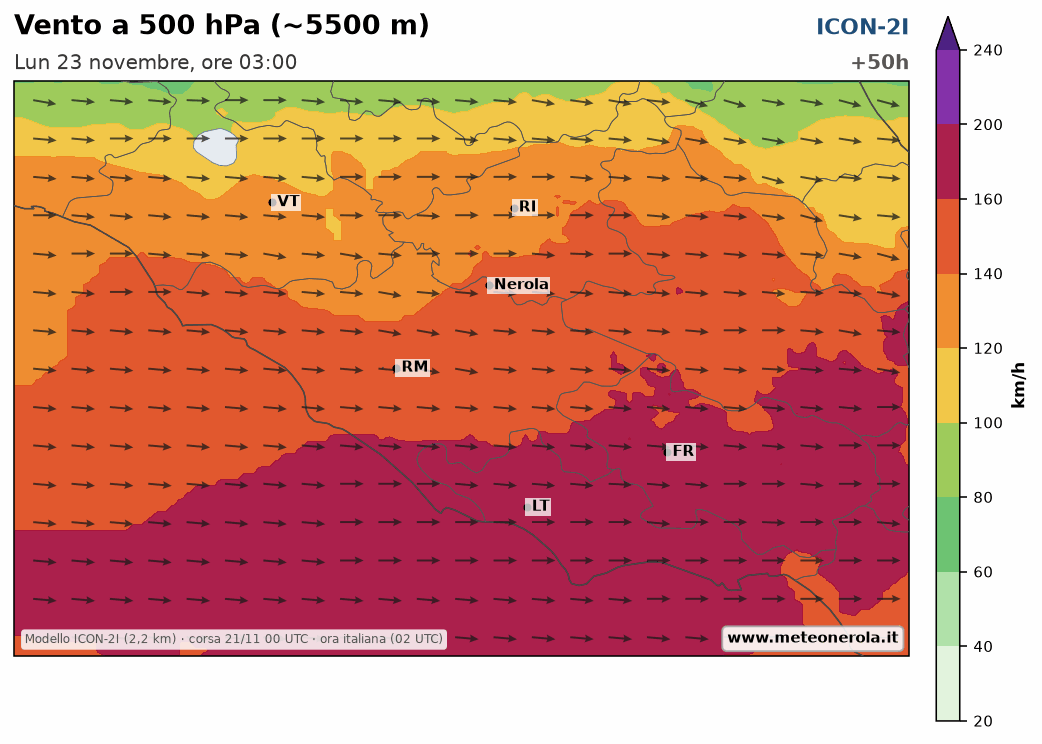 Vento a 500 hPa (~5500 m)
ICON-2I
Lun 23 novembre, ore 03:00
+50h
VT
RI
Nerola
RM
FR
LT
Modello ICON-2I (2,2 km) · corsa 21/11 00 UTC · ora italiana (02 UTC)
www.meteonerola.it
240
200
160
140
120
100
80
60
40
20
km/h